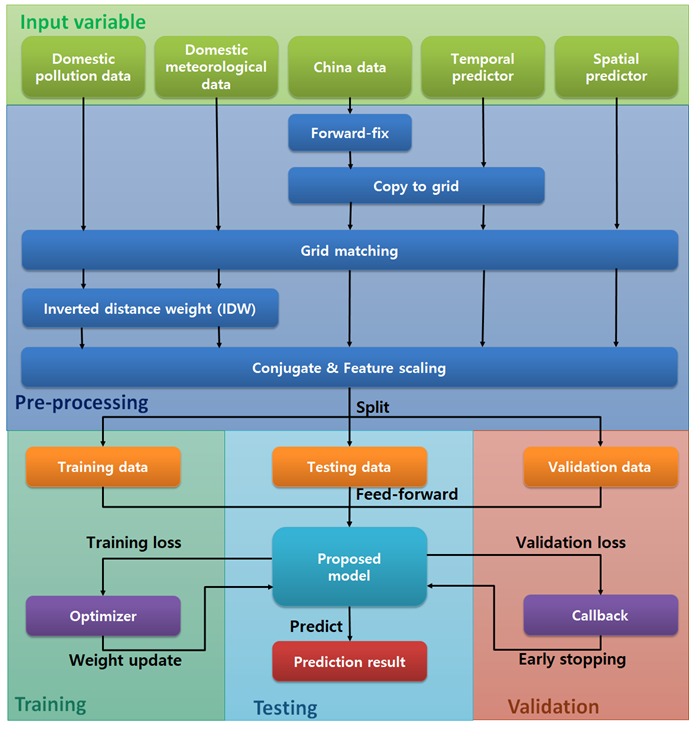 Input variable
Domestic
pollution data
Domestic
meteorological
data
China data
Temporal
predictor
Spatial
predictor
Forward-fix
Copy to grid
Grid matching
Inverted distance weight (IDW)
Conjugate & Feature scaling
Pre-processing
Split
Training data
Testing data
Validation data
Feed-forward
Training loss
Proposed
model
Validation loss
Optimizer
Callback
Predict
Weight update
Prediction result
Early stopping
Training
Testing
Validation